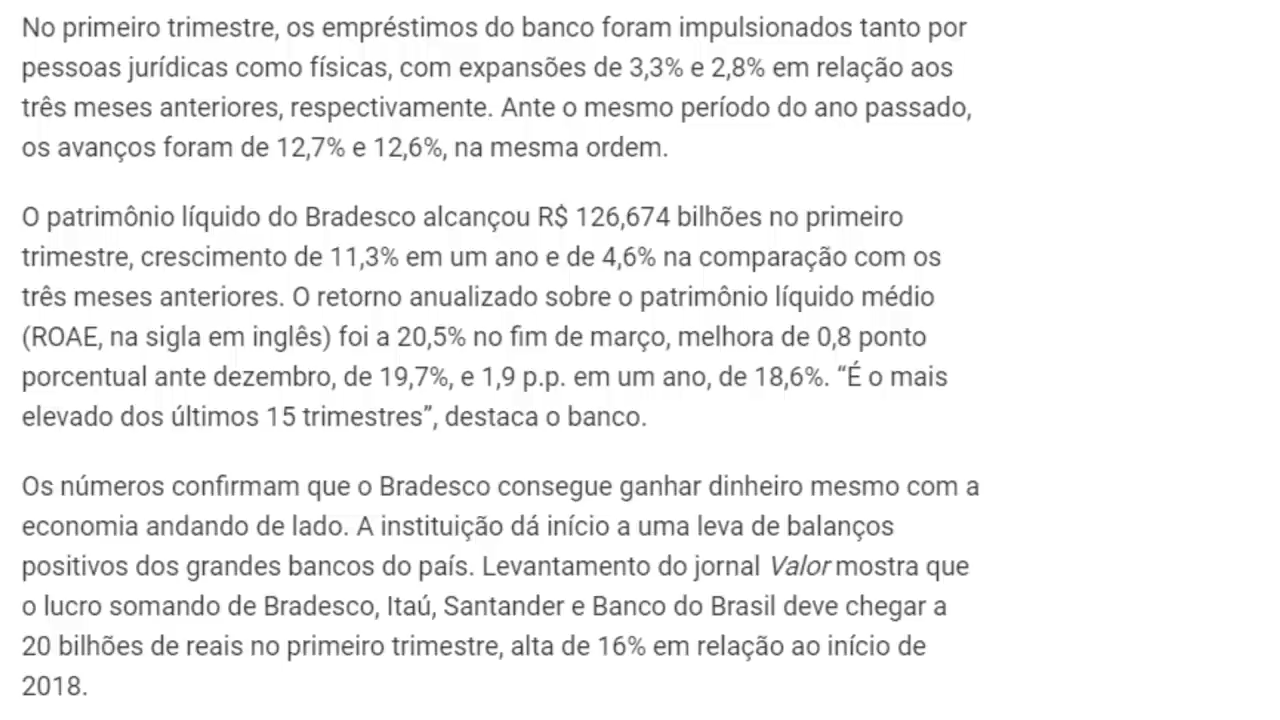 No primeiro trimestre, os empréstimos do banco foram impulsionados tanto por
pessoas jurídicas como físicas, com expansões de 3,3% e 2,8% em relação aos
três meses anteriores, respectivamente. Ante o mesmo período do ano passado,
os avanços foram de 12,7% e 12,6%, na mesma ordem.
O patrimônio líquido do Bradesco alcançou R$ 126,674 bilhões no primeiro
trimestre, crescimento de 11,3% em um ano e de 4,6% na comparação com os
três meses anteriores. O retorno anualizado sobre o patrimônio líquido médio
(ROAE, na sigla em inglês) foi a 20,5% no fim de março, melhora de 0,8 ponto
porcentual ante dezembro, de 19,7%, e 1,9 p.p. em um ano, de 18,6%. “É o mais
elevado dos últimos 15 trimestres”, destaca o banco.
Os números confirmam que o Bradesco consegue ganhar dinheiro mesmo com a
economia andando de lado. A instituição dá início a uma leva de balanços
positivos dos grandes bancos do país. Levantamento do jornal Valor mostra que
o lucro somando de Bradesco, Itaú, Santander e Banco do Brasil deve chegar a
20 bilhões de reais no primeiro trimestre, alta de 16% em relação ao início de
2018.